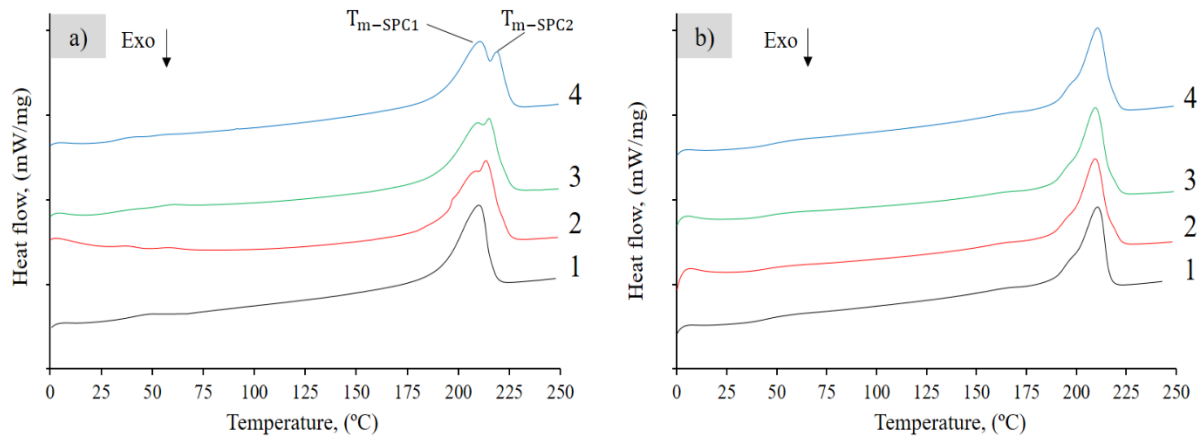 a)
Exo
Tm-SPC1
Tm-SPC2
4
3
2
1
Heat flow, (mW/mg)
0 25 50 75 100 125 150 175 200 225 250
Temperature, (ºC)
b)
Exo
4
3
2
1
Heat flow, (mW/mg)
0 25 50 75 100 125 150 175 200 225 250
Temperature, (ºC)